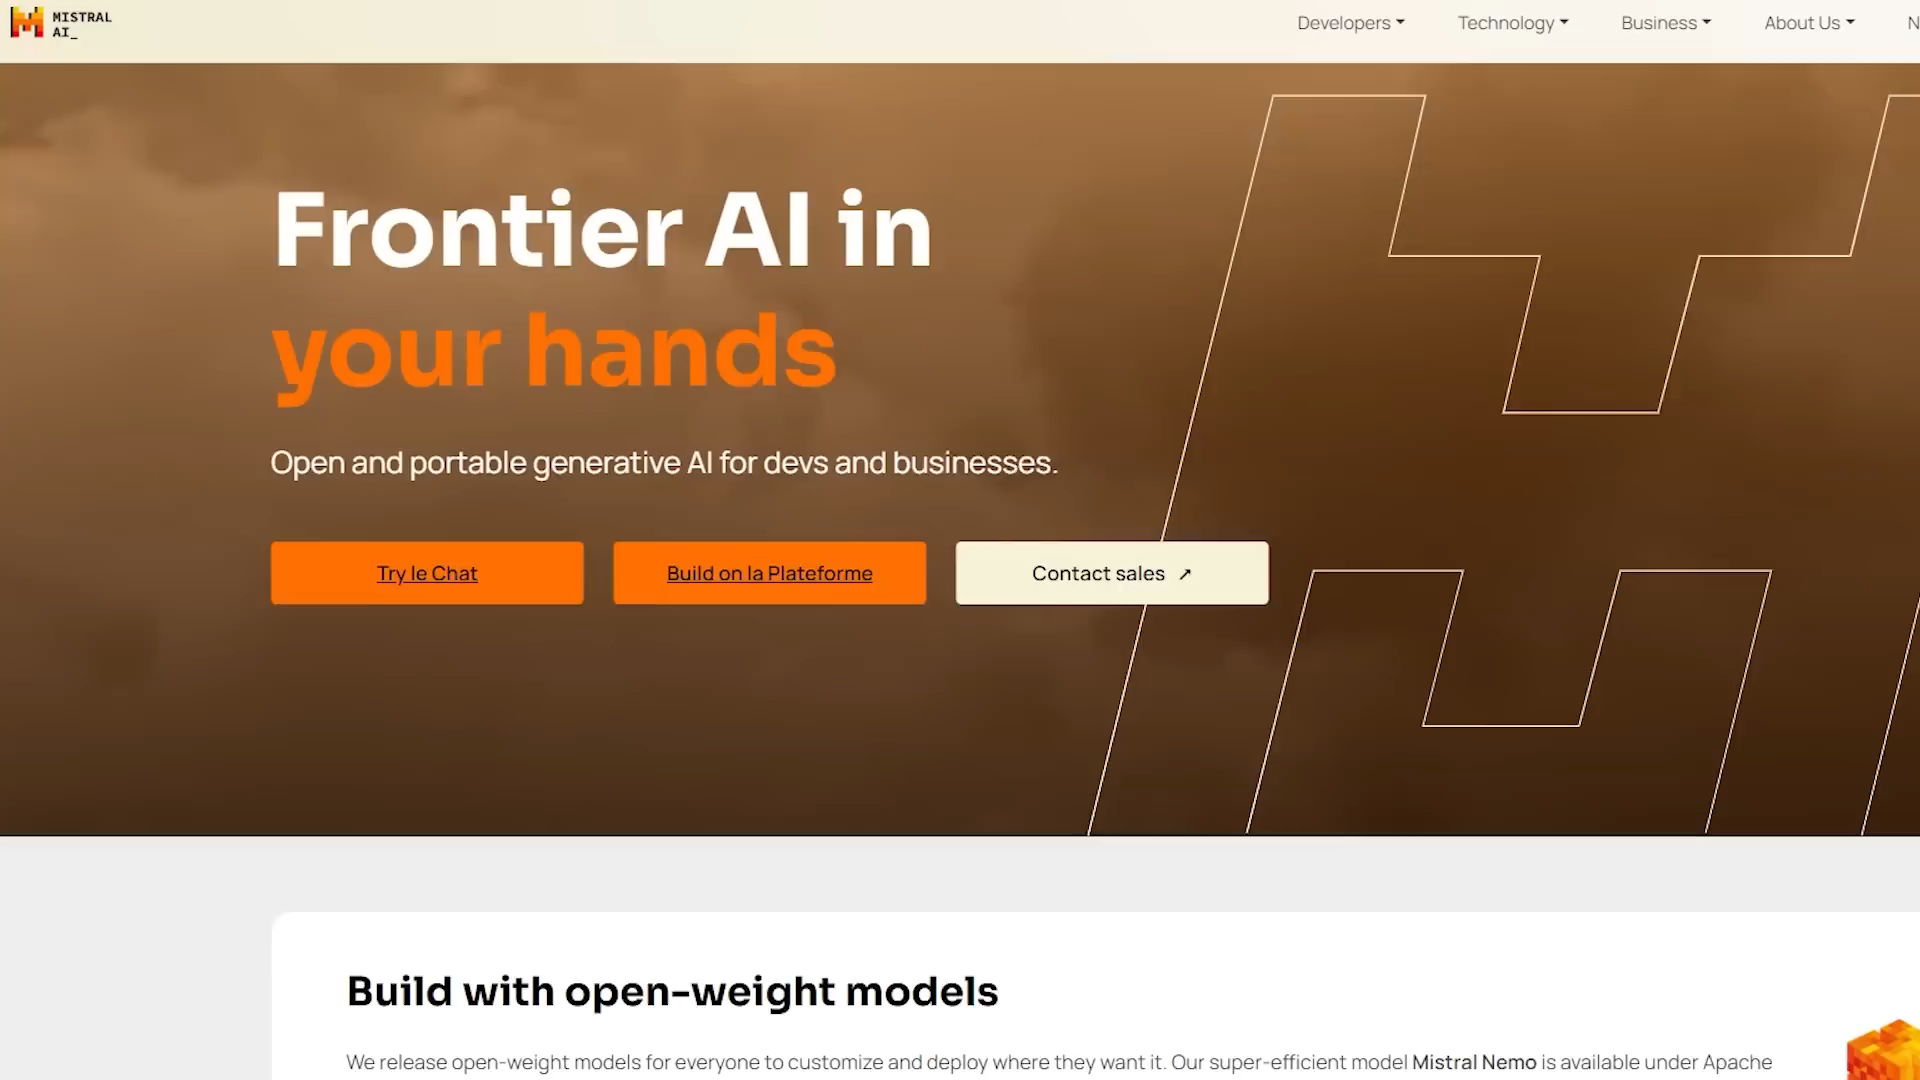 MISTRAL
AI_
Developers
Technology
Business
About Us
N
Frontier AI in
your hands
Open and portable generative AI for devs and businesses.
Try le Chat
Build on la Plateforme
Contact sales ↗
Build with open-weight models
We release open-weight models for everyone to customize and deploy where they want it. Our super-efficient model Mistral Nemo is available under Apache